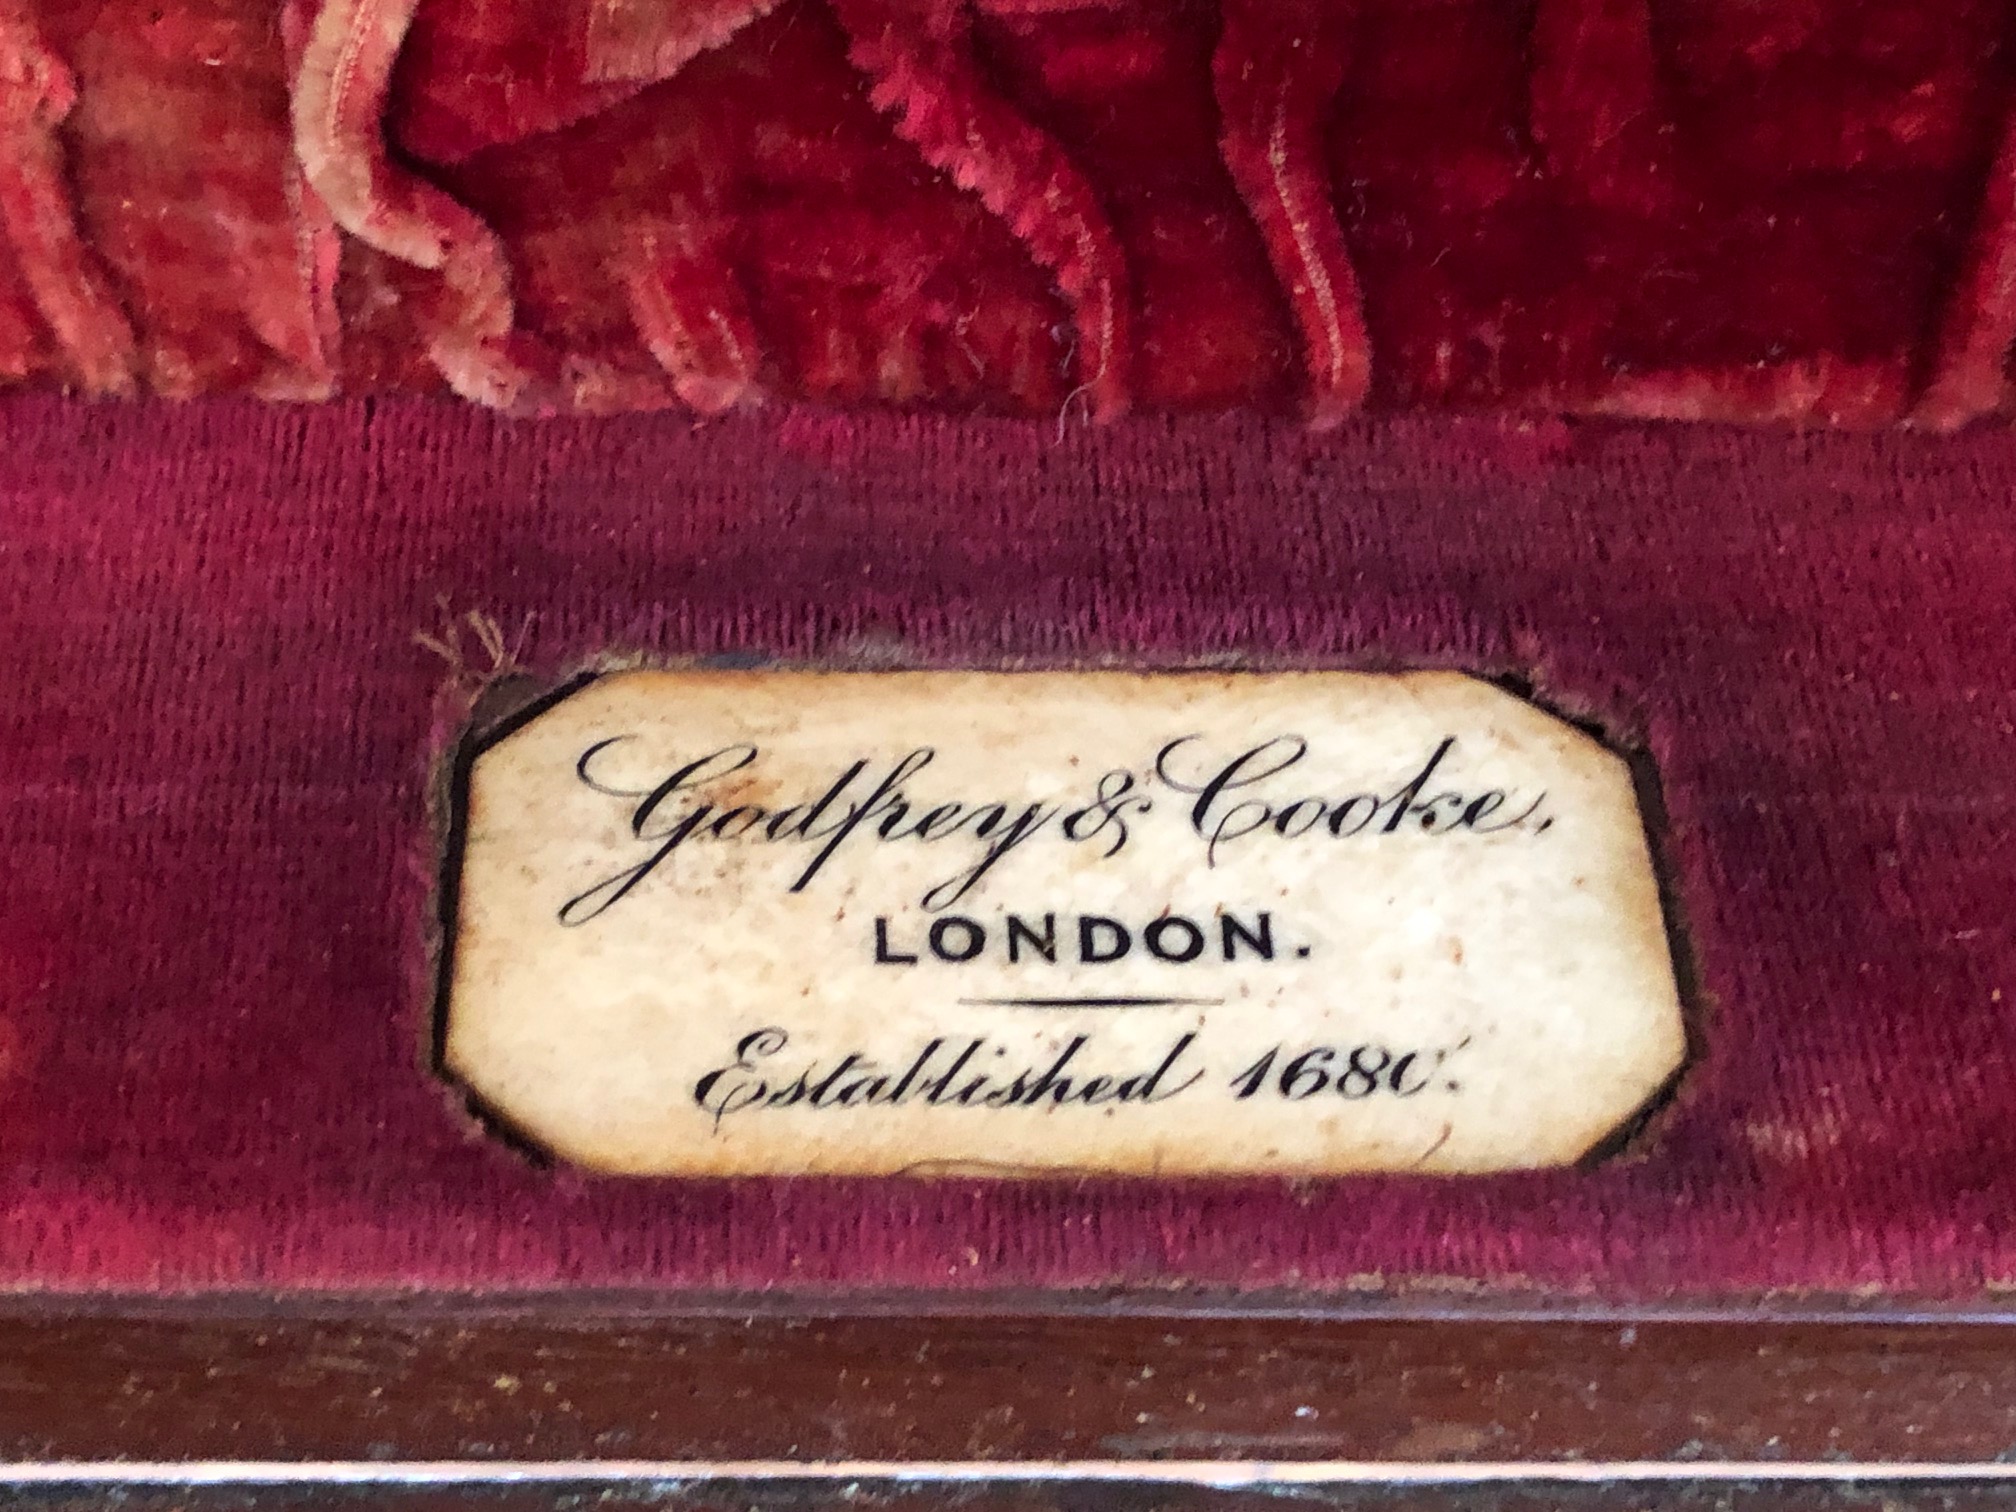 Godfrey & Cooke,
LONDON.
Established 1680.